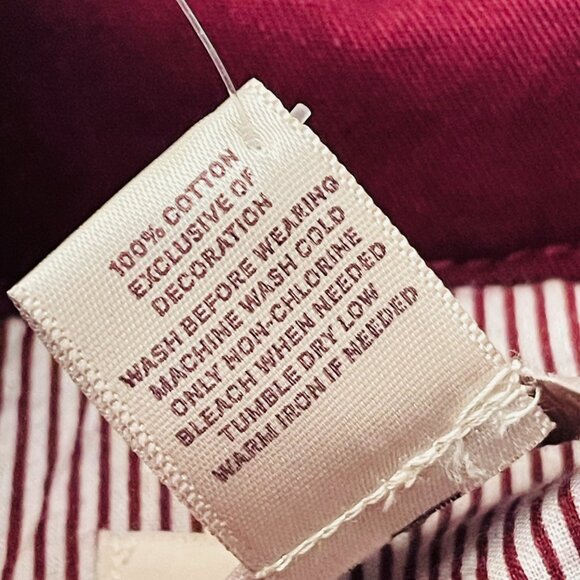 100% COTTON
EXCLUSIVE OF
DECORATION
WASH BEFORE WEARING
MACHINE WASH COLD
ONLY NON-CHLORINE
BLEACH WHEN NEEDED
TUMBLE DRY LOW
WARM IRON IF NEEDED